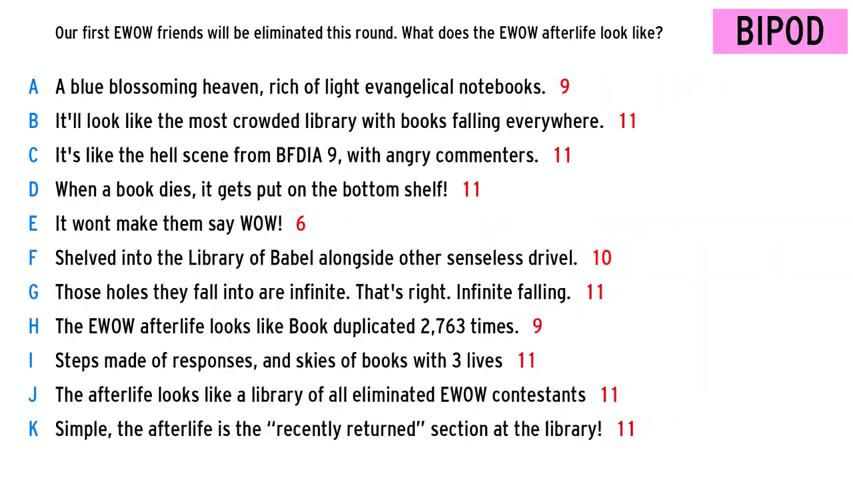 Our first EWOW friends will be eliminated this round. What does the EWOW afterlife look like?
BIPOD
A A blue blossoming heaven, rich of light evangelical notebooks. 9
B It'll look like the most crowded library with books falling everywhere. 11
C It's like the hell scene from BFDIA 9, with angry commenters. 11
D When a book dies, it gets put on the bottom shelf! 11
E It wont make them say WOW! 6
F Shelved into the Library of Babel alongside other senseless drivel. 10
G Those holes they fall into are infinite. That's right. Infinite falling. 11
H The EWOW afterlife looks like Book duplicated 2,763 times. 9
I Steps made of responses, and skies of books with 3 lives 11
J The afterlife looks like a library of all eliminated EWOW contestants 11
K Simple, the afterlife is the “recently returned” section at the library! 11